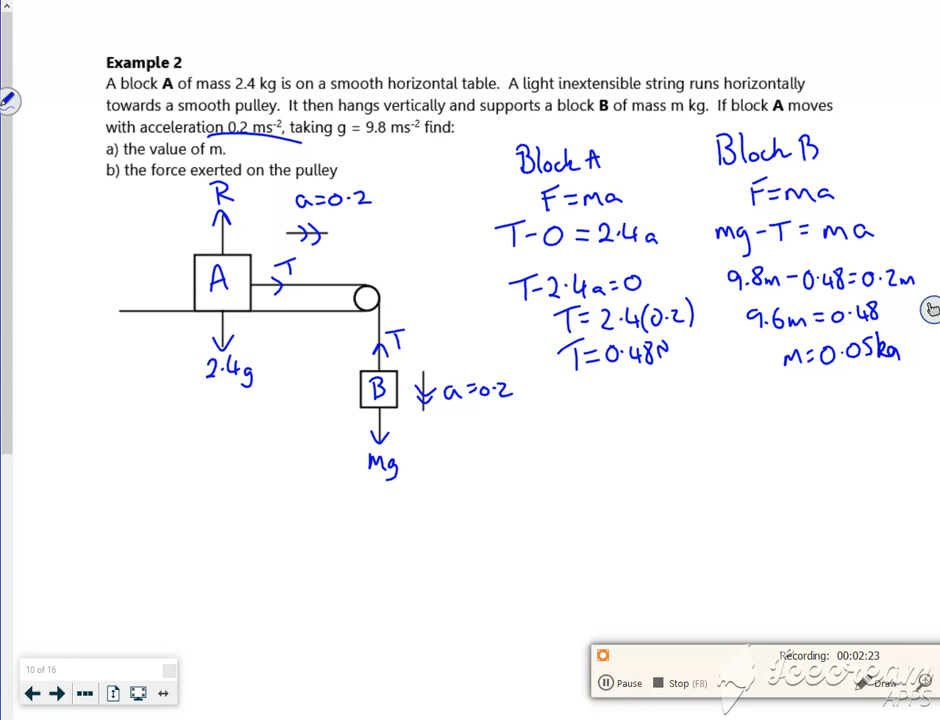 Example 2
A block A of mass 2.4 kg is on a smooth horizontal table. A light inextensible string runs horizontally
towards a smooth pulley. It then hangs vertically and supports a block B of mass m kg. If block A moves
with acceleration 0.2 ms⁻², taking g = 9.8 ms⁻² find:
a) the value of m.
b) the force exerted on the pulley
R
a=0.2
A
T
2.4g
T
B
a=0.2
Mg
Block A
F=ma
T-0=2.4a
T-2.4a=0
T=2.4(0.2)
T=0.48N
Block B
F=ma
mg-T=ma
9.8m-0.48=0.2m
9.6m=0.48
M=0.05kg
10 of 16
Recording: 00:02:23
Pause
Stop (F8)
Draw
Icecream
APPS